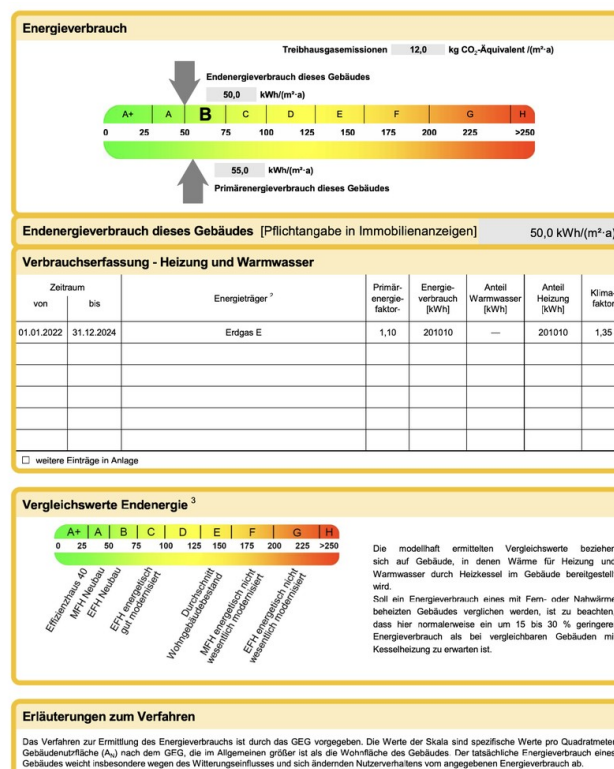 Energieverbrauch
Treibhausgasemissionen 12,0 kg CO₂-Äquivalent /(m²·a)
Endenergieverbrauch dieses Gebäudes
50,0 kWh/(m²·a)
A+ A B C D E F G H
0 25 50 75 100 125 150 175 200 225 >250
55,0 kWh/(m²·a)
Primärenergieverbrauch dieses Gebäudes
Endenergieverbrauch dieses Gebäudes [Pflichtangabe in Immobilienanzeigen] 50,0 kWh/(m²·a)
Verbrauchserfassung - Heizung und Warmwasser
Zeitraum
von bis
Energieträger ²
Primär-
energie-
faktor-
Energie-
verbrauch
[kWh]
Anteil
Warmwasser
[kWh]
Anteil
Heizung
[kWh]
Klima-
faktor
01.01.2022 31.12.2024 Erdgas E 1,10 201010 — 201010 1,35
☐ weitere Einträge in Anlage
Vergleichswerte Endenergie ³
A+ A B C D E F G H
0 25 50 75 100 125 150 175 200 225 >250
Effizienzhaus 40
MFH Neubau
EFH Neubau
EFH energetisch
gut modernisiert
Durchschnitt
Wohngebäudebestand
MFH energetisch nicht
wesentlich modernisiert
EFH energetisch nicht
wesentlich modernisiert
Die modellhaft ermittelten Vergleichswerte beziehen
sich auf Gebäude, in denen Wärme für Heizung und
Warmwasser durch Heizkessel im Gebäude bereitgestell
wird.
Soll ein Energieverbrauch eines mit Fern- oder Nahwärme
beheizten Gebäudes verglichen werden, ist zu beachten,
dass hier normalerweise ein um 15 bis 30 % geringere
Energieverbrauch als bei vergleichbaren Gebäuden mi
Kesselheizung zu erwarten ist.
Erläuterungen zum Verfahren
Das Verfahren zur Ermittlung des Energieverbrauchs ist durch das GEG vorgegeben. Die Werte der Skala sind spezifische Werte pro Quadratmeter
Gebäudenutzfläche (Aₙ) nach dem GEG, die im Allgemeinen größer ist als die Wohnfläche des Gebäudes. Der tatsächliche Energieverbrauch eines
Gebäudes weicht insbesondere wegen des Witterungseinflusses und sich ändernden Nutzerverhaltens vom angegebenen Energieverbrauch ab.